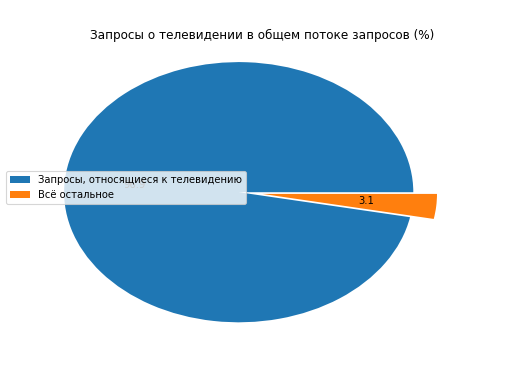 Запросы о телевидении в общем потоке запросов (%)
Запросы, относящиеся к телевидению
Всё остальное
3.1